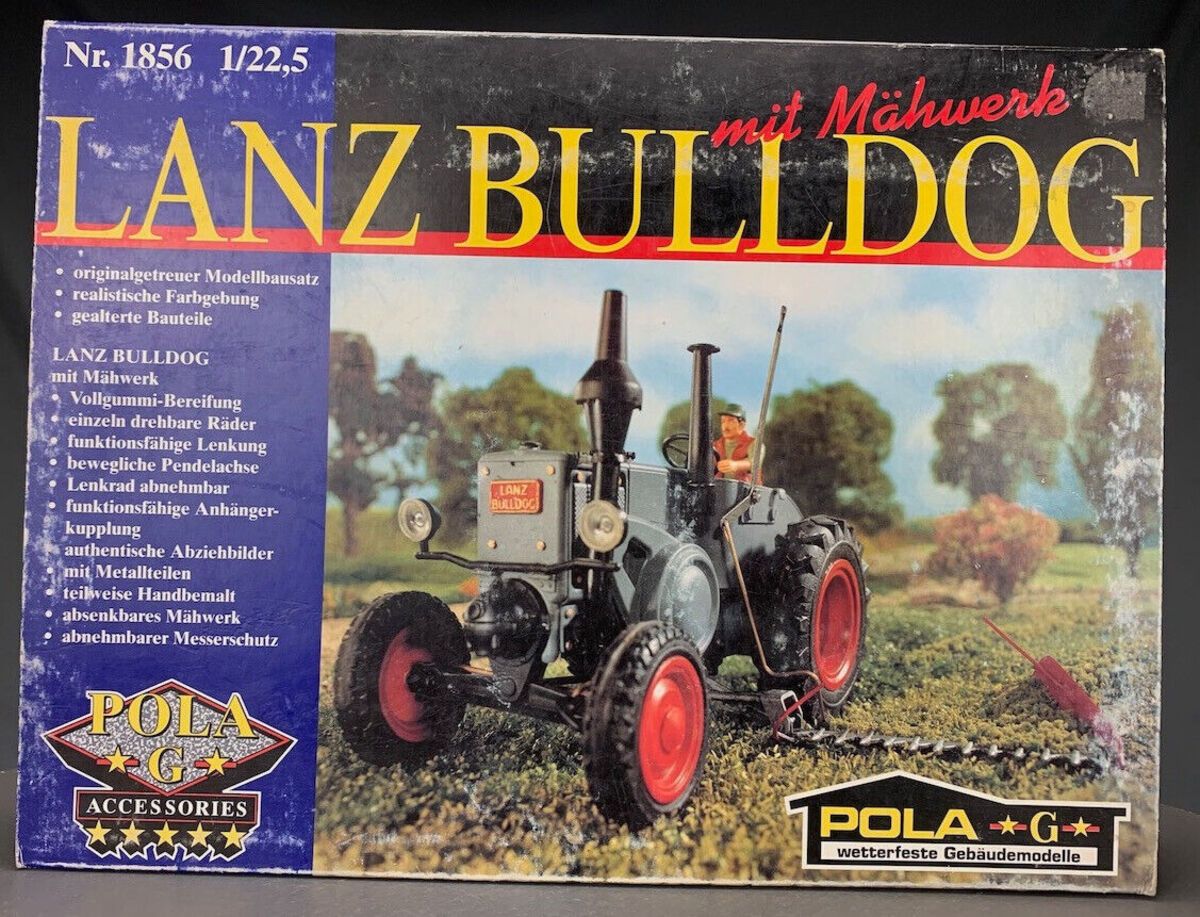 Nr. 1856 1/22,5
mit Mähwerk
LANZ BULLDOG
• originalgetreuer Modellbausatz
• realistische Farbgebung
• gealterte Bauteile
LANZ BULLDOG
mit Mähwerk
• Vollgummi-Bereifung
• einzeln drehbare Räder
• funktionsfähige Lenkung
• bewegliche Pendelachse
• Lenkrad abnehmbar
• funktionsfähige Anhänger-
kupplung
• authentische Abziehbilder
• mit Metallteilen
• teilweise Handbemalt
• absenkbares Mähwerk
• abnehmbarer Messerschutz
LANZ
BULLDOG
POLA
G
ACCESSORIES
POLA G
wetterfeste Gebäudemodelle